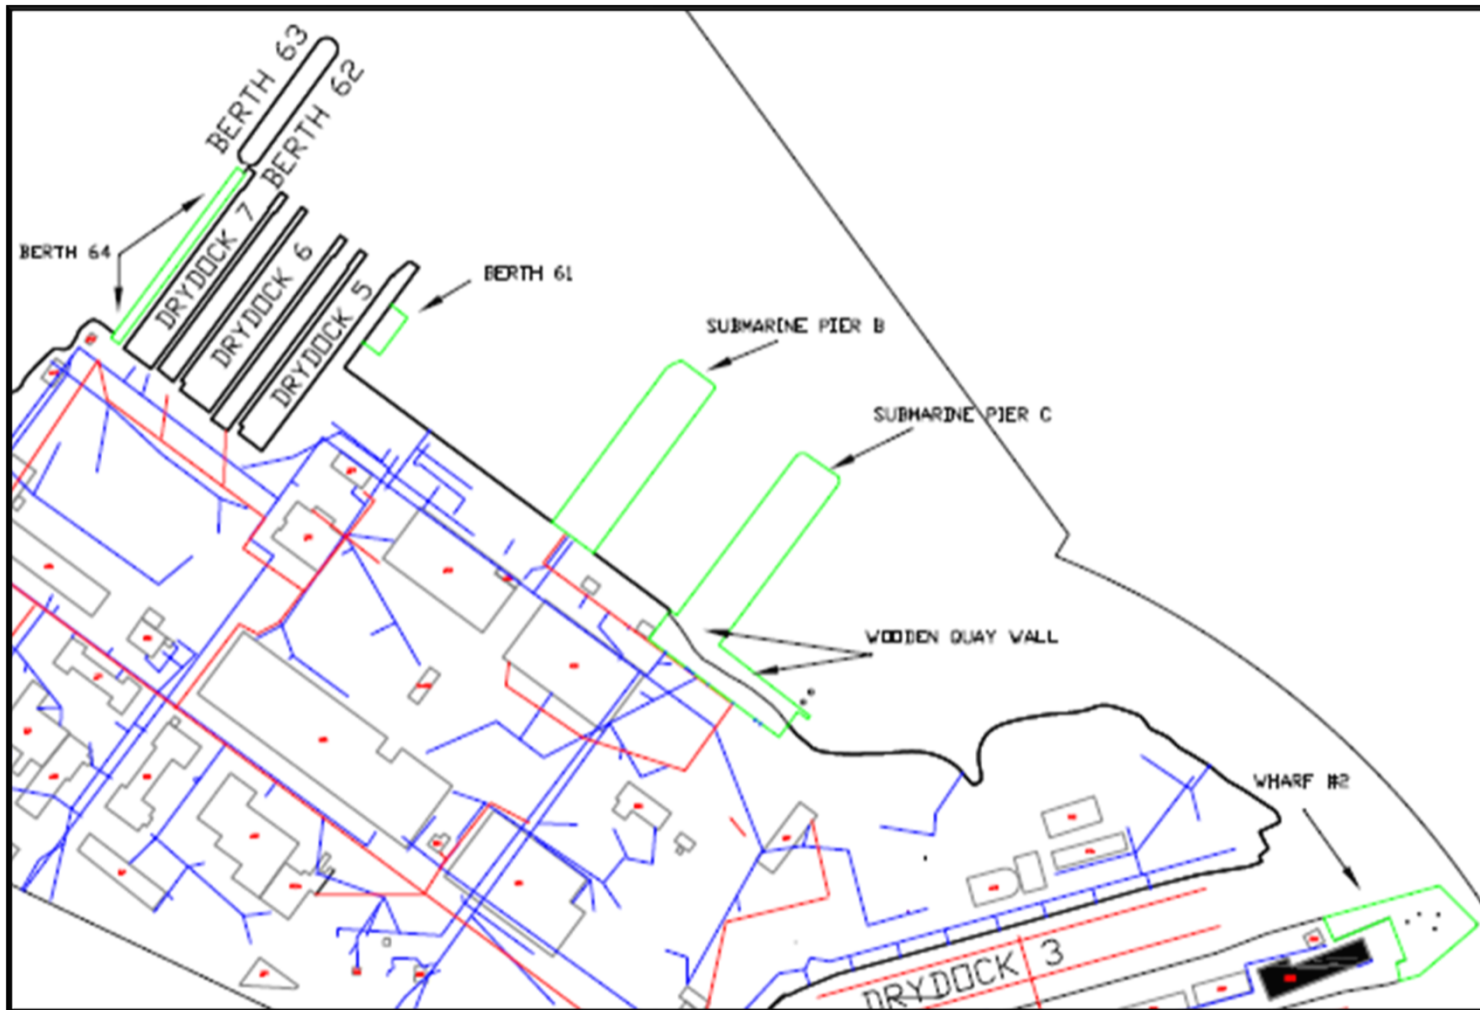 BERTH 63
BERTH 62
BERTH 64
DRYDOCK 7
DRYDOCK 6
DRYDOCK 5
BERTH 61
SUBMARINE PIER B
SUBMARINE PIER C
WOODEN QUAY WALL
WHARF #2
DRYDOCK 3